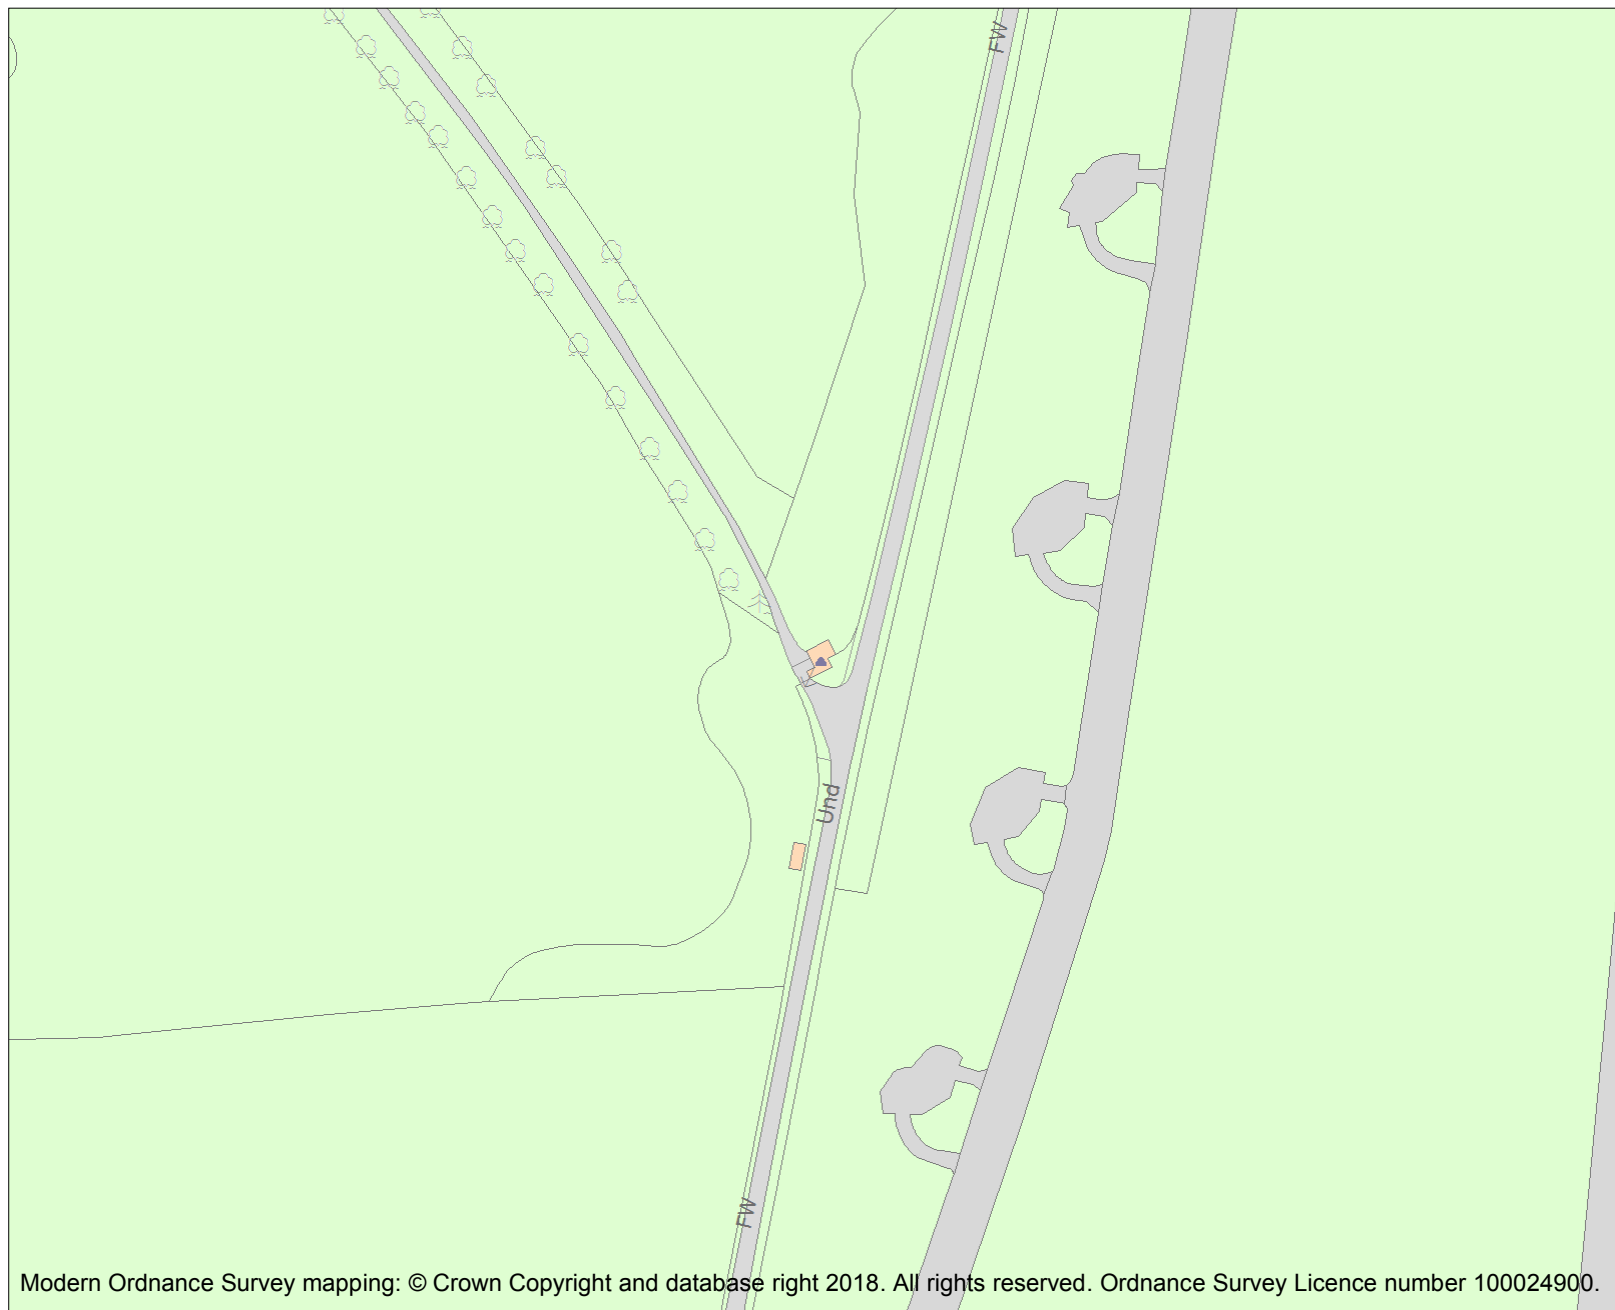 FW
Und
FW
Modern Ordnance Survey mapping: © Crown Copyright and database right 2018. All rights reserved. Ordnance Survey Licence number 100024900.